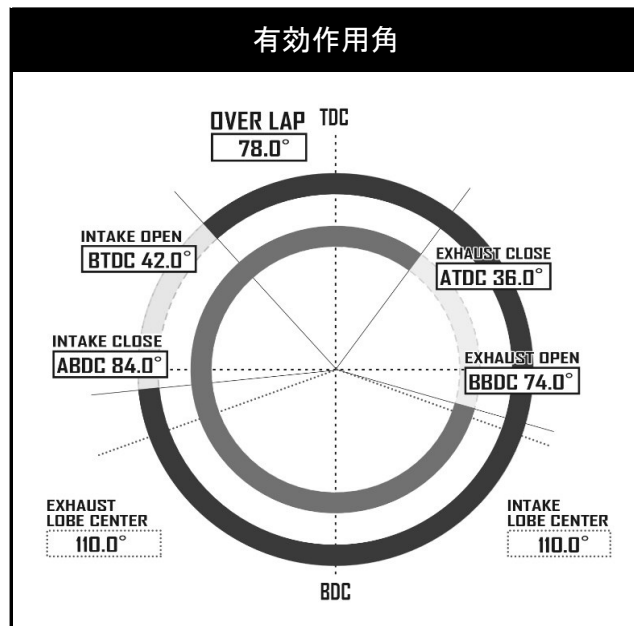 有効作用角
OVER LAP
78.0°
TDC
INTAKE OPEN
BTDC 42.0°
EXHAUST CLOSE
ATDC 36.0°
INTAKE CLOSE
ABDC 84.0°
EXHAUST OPEN
BBDC 74.0°
EXHAUST
LOBE CENTER
110.0°
INTAKE
LOBE CENTER
110.0°
BDC